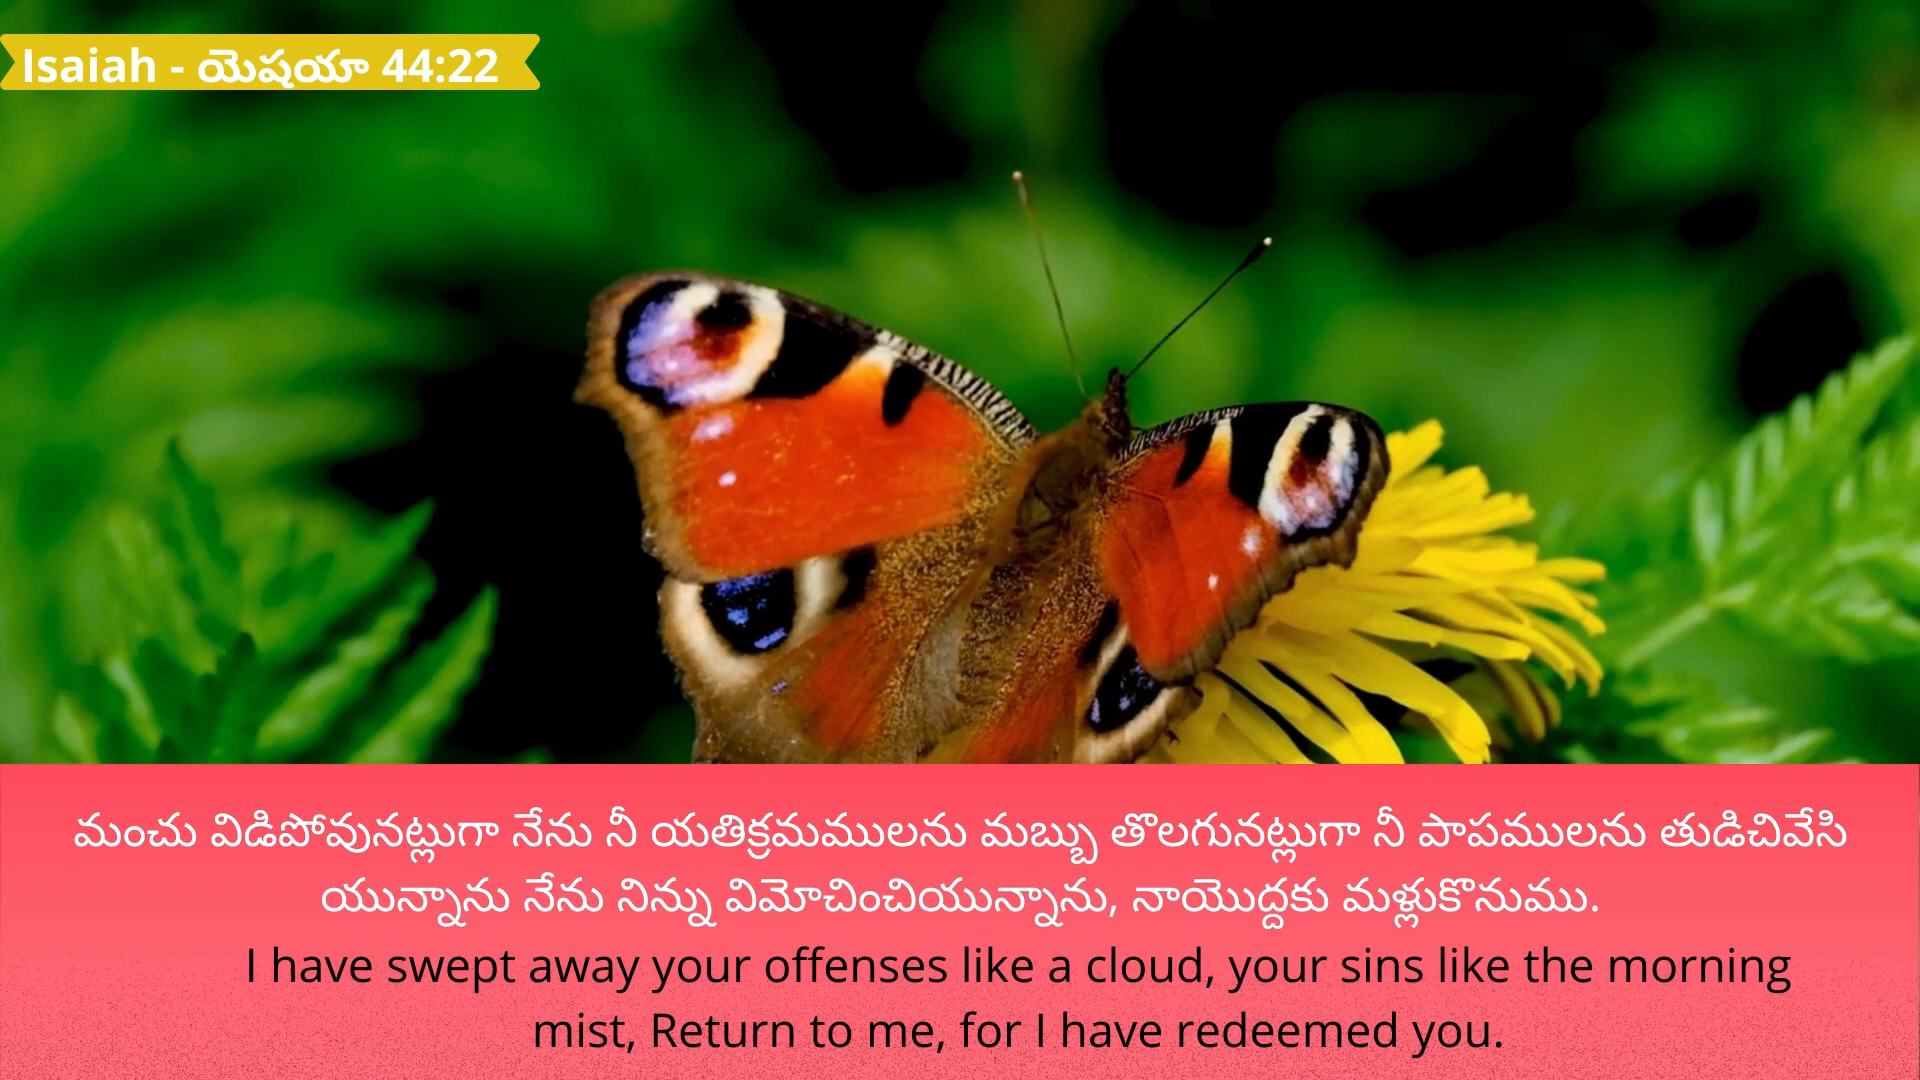 Isaiah - యెషయా 44:22
మంచు విడిపోవునట్లుగా నేను నీ యతిక్రమములను మబ్బు తొలగునట్లుగా నీ పాపములను తుడిచివేసి
యున్నాను నేను నిన్ను విమోచించియున్నాను, నాయొద్దకు మళ్లుకొనుము.
I have swept away your offenses like a cloud, your sins like the morning
mist, Return to me, for I have redeemed you.